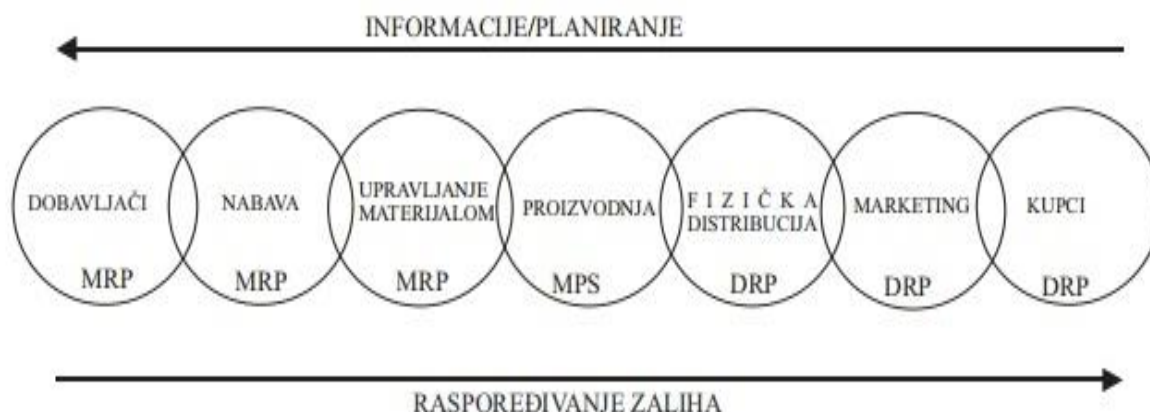 INFORMACIJE/PLANIRANJE
DOBAVLJAČI
MRP
NABAVA
MRP
UPRAVLJANJE
MATERIJALOM
MRP
PROIZVODNJA
MPS
F I Z I Č K A
DISTRIBUCIJA
DRP
MARKETING
DRP
KUPCI
DRP
RASPOREĐIVANJE ZALIHA